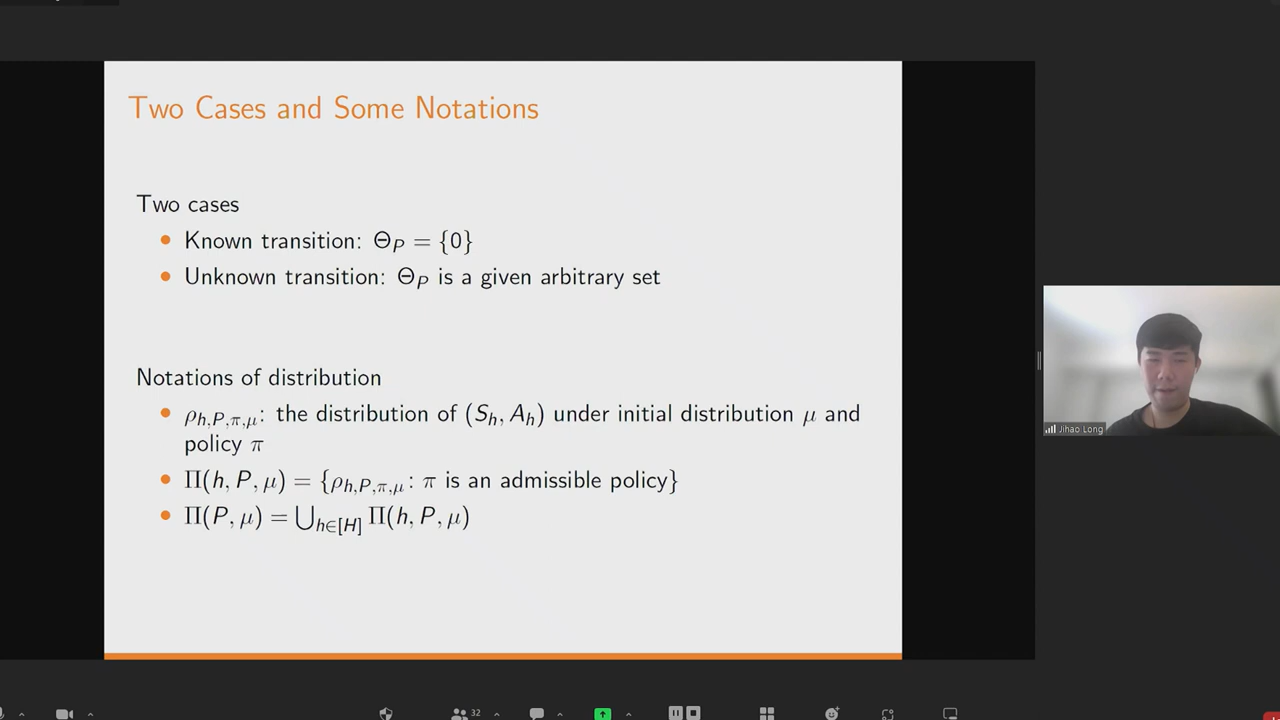 Two Cases and Some Notations
Two cases
• Known transition: Θ_P = {0}
• Unknown transition: Θ_P is a given arbitrary set
Notations of distribution
• ρ_{h,P,π,μ}: the distribution of (S_h, A_h) under initial distribution μ and
policy π
• Π(h, P, μ) = {ρ_{h,P,π,μ}: π is an admissible policy}
• Π(P, μ) = ⋃_{h∈[H]} Π(h, P, μ)
Jihao Long
32